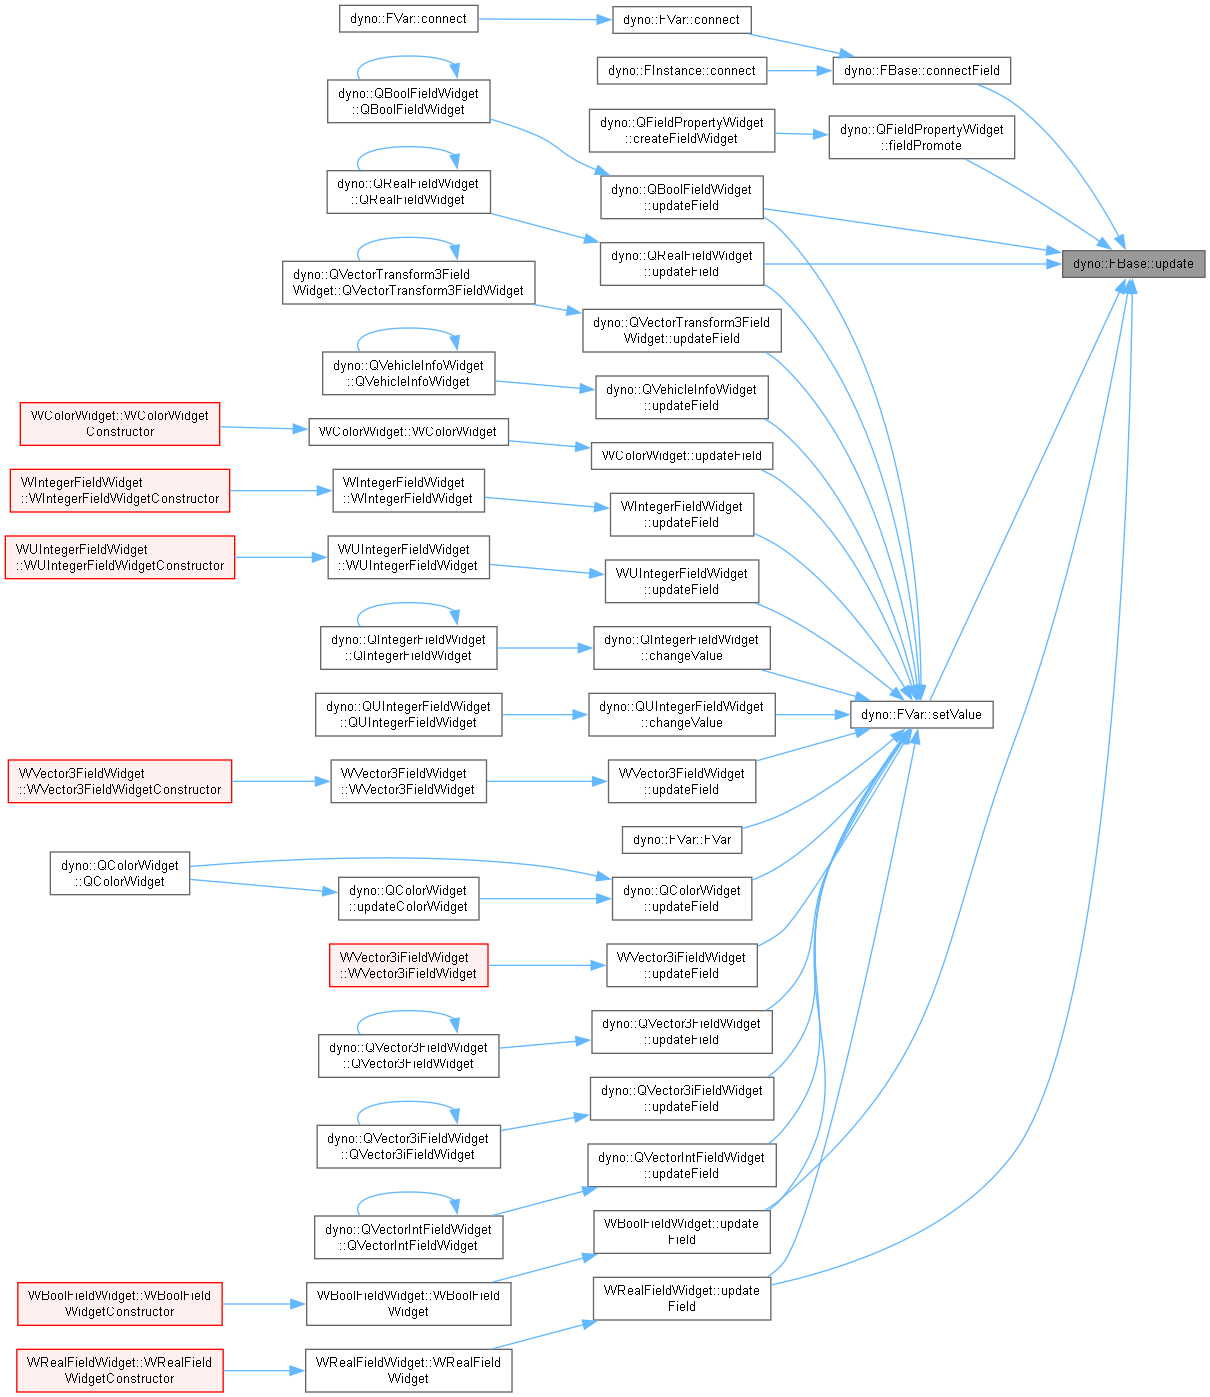 dyno::FVar::connect
dyno::FVar::connect
dyno::FInstance::connect
dyno::FBase::connectField
dyno::QBoolFieldWidget
::QBoolFieldWidget
dyno::QFieldPropertyWidget
::createFieldWidget
dyno::QFieldPropertyWidget
::fieldPromote
dyno::QRealFieldWidget
::QRealFieldWidget
dyno::QBoolFieldWidget
::updateField
dyno::QRealFieldWidget
::updateField
dyno::FBase::update
dyno::QVectorTransform3Field
Widget::QVectorTransform3FieldWidget
dyno::QVectorTransform3Field
Widget::updateField
dyno::QVehicleInfoWidget
::QVehicleInfoWidget
dyno::QVehicleInfoWidget
::updateField
WColorWidget::WColorWidget
Constructor
WColorWidget::WColorWidget
WColorWidget::updateField
WIntegerFieldWidget
::WIntegerFieldWidgetConstructor
WIntegerFieldWidget
::WIntegerFieldWidget
WIntegerFieldWidget
::updateField
WUIntegerFieldWidget
::WUIntegerFieldWidgetConstructor
WUIntegerFieldWidget
::WUIntegerFieldWidget
WUIntegerFieldWidget
::updateField
dyno::QIntegerFieldWidget
::QIntegerFieldWidget
dyno::QIntegerFieldWidget
::changeValue
dyno::QUIntegerFieldWidget
::QUIntegerFieldWidget
dyno::QUIntegerFieldWidget
::changeValue
dyno::FVar::setValue
WVector3FieldWidget
::WVector3FieldWidgetConstructor
WVector3FieldWidget
::WVector3FieldWidget
WVector3FieldWidget
::updateField
dyno::FVar::FVar
dyno::QColorWidget
::QColorWidget
dyno::QColorWidget
::updateColorWidget
dyno::QColorWidget
::updateField
WVector3iFieldWidget
::WVector3iFieldWidget
WVector3iFieldWidget
::updateField
dyno::QVector3FieldWidget
::QVector3FieldWidget
dyno::QVector3FieldWidget
::updateField
dyno::QVector3iFieldWidget
::QVector3iFieldWidget
dyno::QVector3iFieldWidget
::updateField
dyno::QVectorIntFieldWidget
::QVectorIntFieldWidget
dyno::QVectorIntFieldWidget
::updateField
WBoolFieldWidget::update
Field
WBoolFieldWidget::WBoolField
WidgetConstructor
WBoolFieldWidget::WBoolField
Widget
WRealFieldWidget::update
Field
WRealFieldWidget::WRealField
WidgetConstructor
WRealFieldWidget::WRealField
Widget